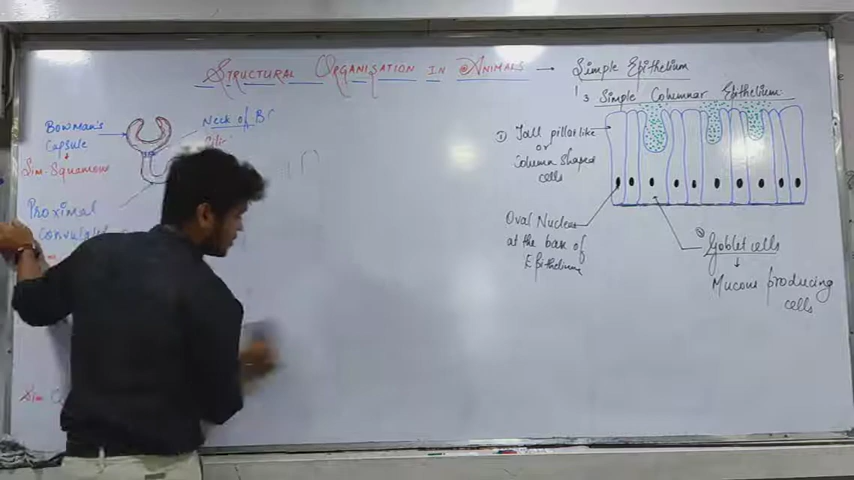 Structural Organisation in Animals → Simple Epithelium
Simple Columnar Epithelium:
Bowman's
Capsule
Sim. Squamous
Neck of
Proximal
① Tall pillar like
or
Column shaped
cells
Oval Nucleus
at the base of
Epithelium
Goblet cells
Mucous producing
cells
Sim